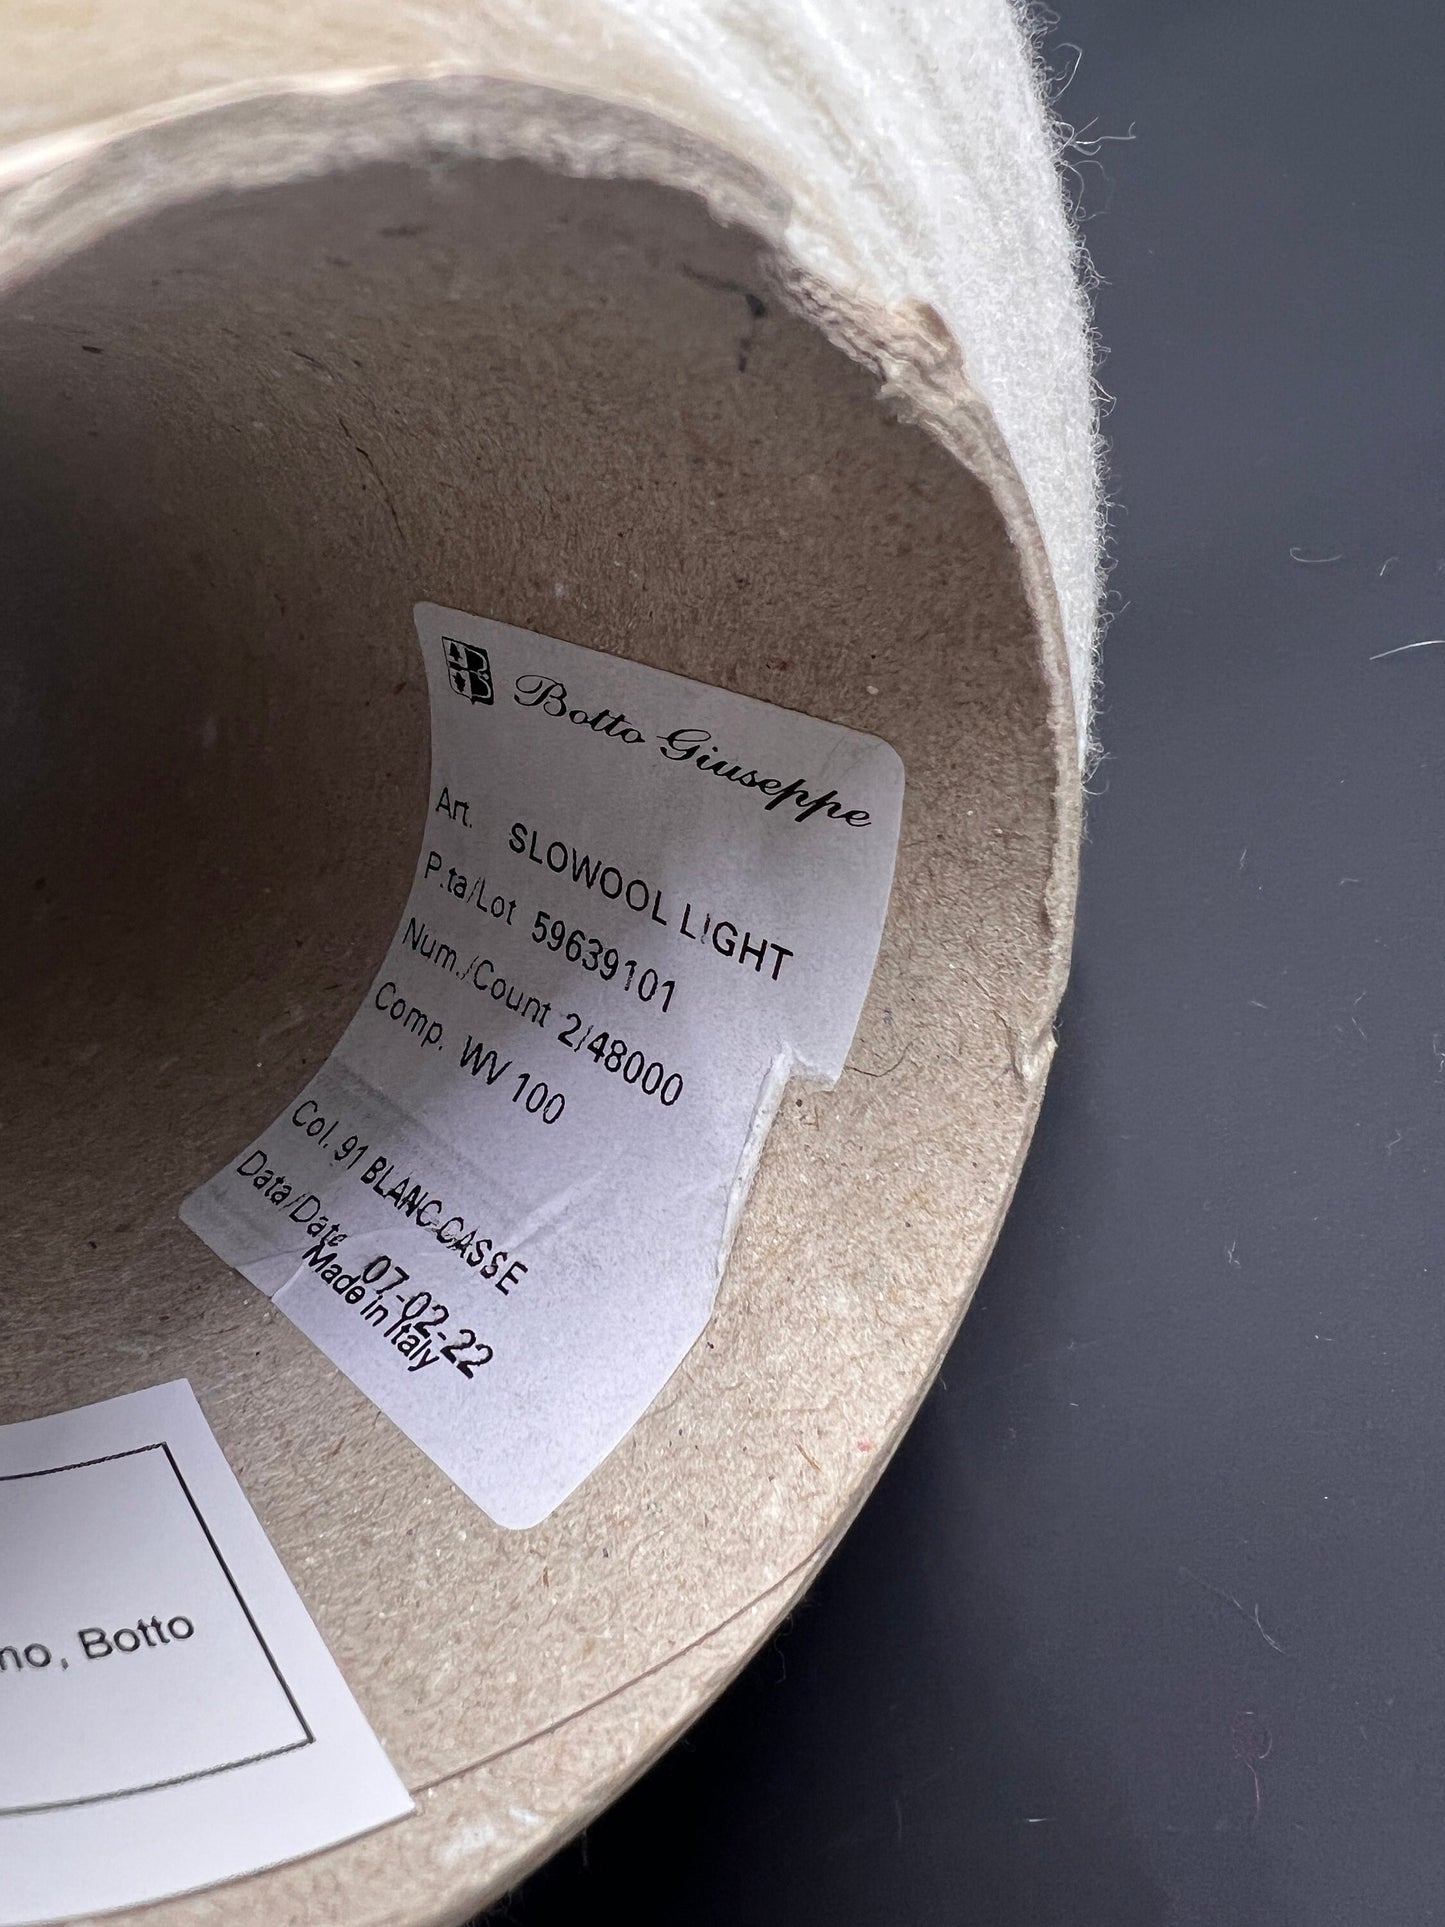 Botto Giuseppe
Art. SLOWOOL LIGHT
P.ta/Lot 59639101
Num./Count 2/48000
Comp. WV 100
Col. 91 BLANC CASSE
Data/Date 07-02-22
Made in Italy
no, Botto